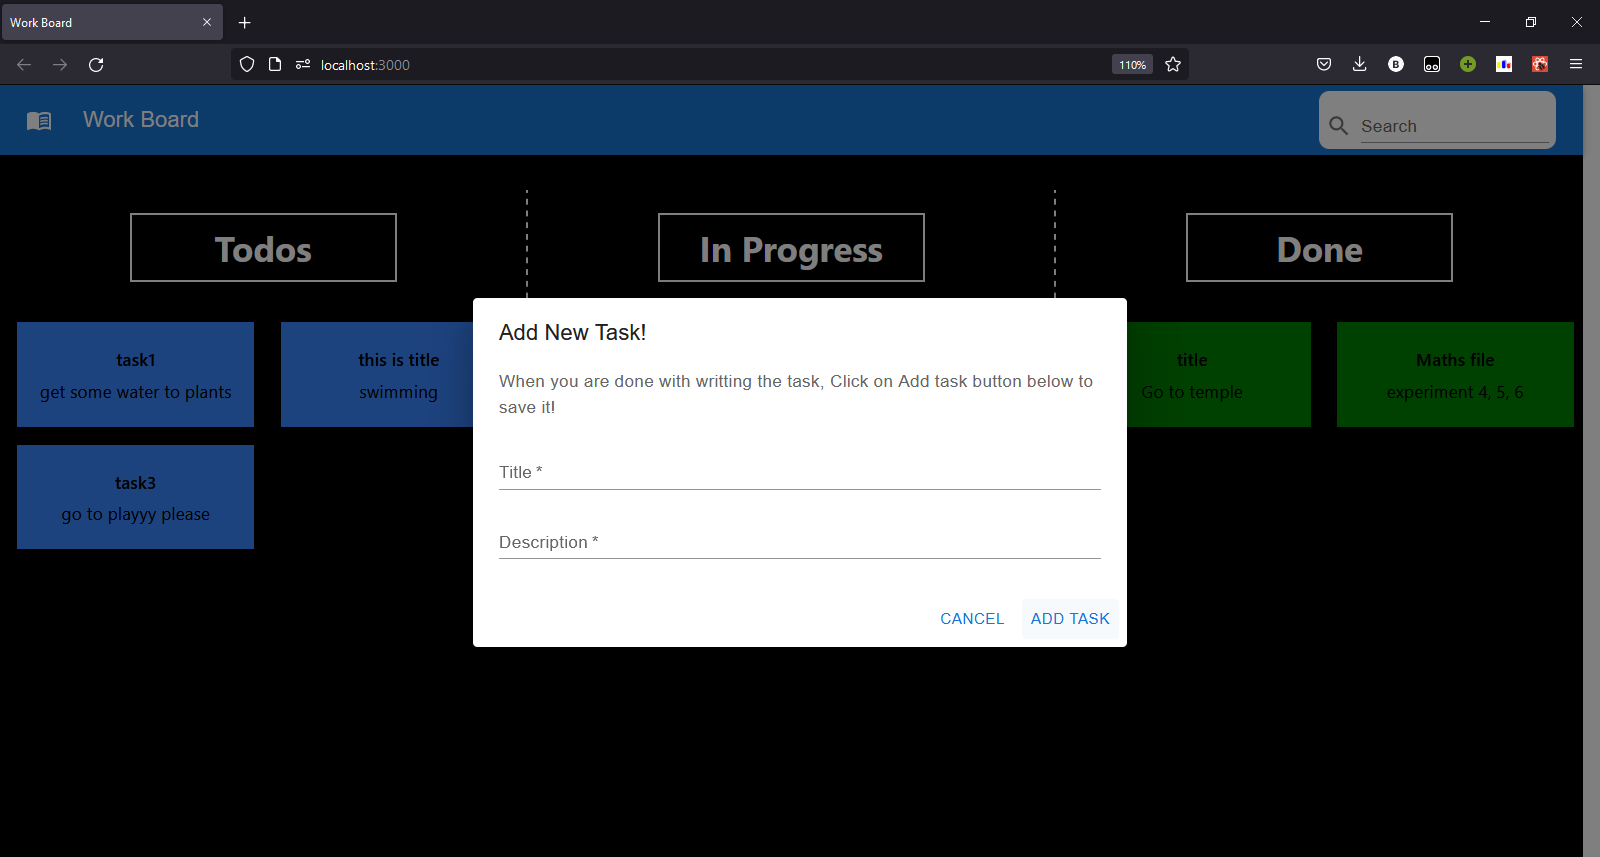 Work Board
localhost:3000
110%
B
Work Board
Search
Todos
In Progress
Done
task1
get some water to plants
this is title
swimming
title
Go to temple
Maths file
experiment 4, 5, 6
task3
go to playyy please
Add New Task!
When you are done with writting the task, Click on Add task button below to
save it!
Title *
Description *
CANCEL
ADD TASK